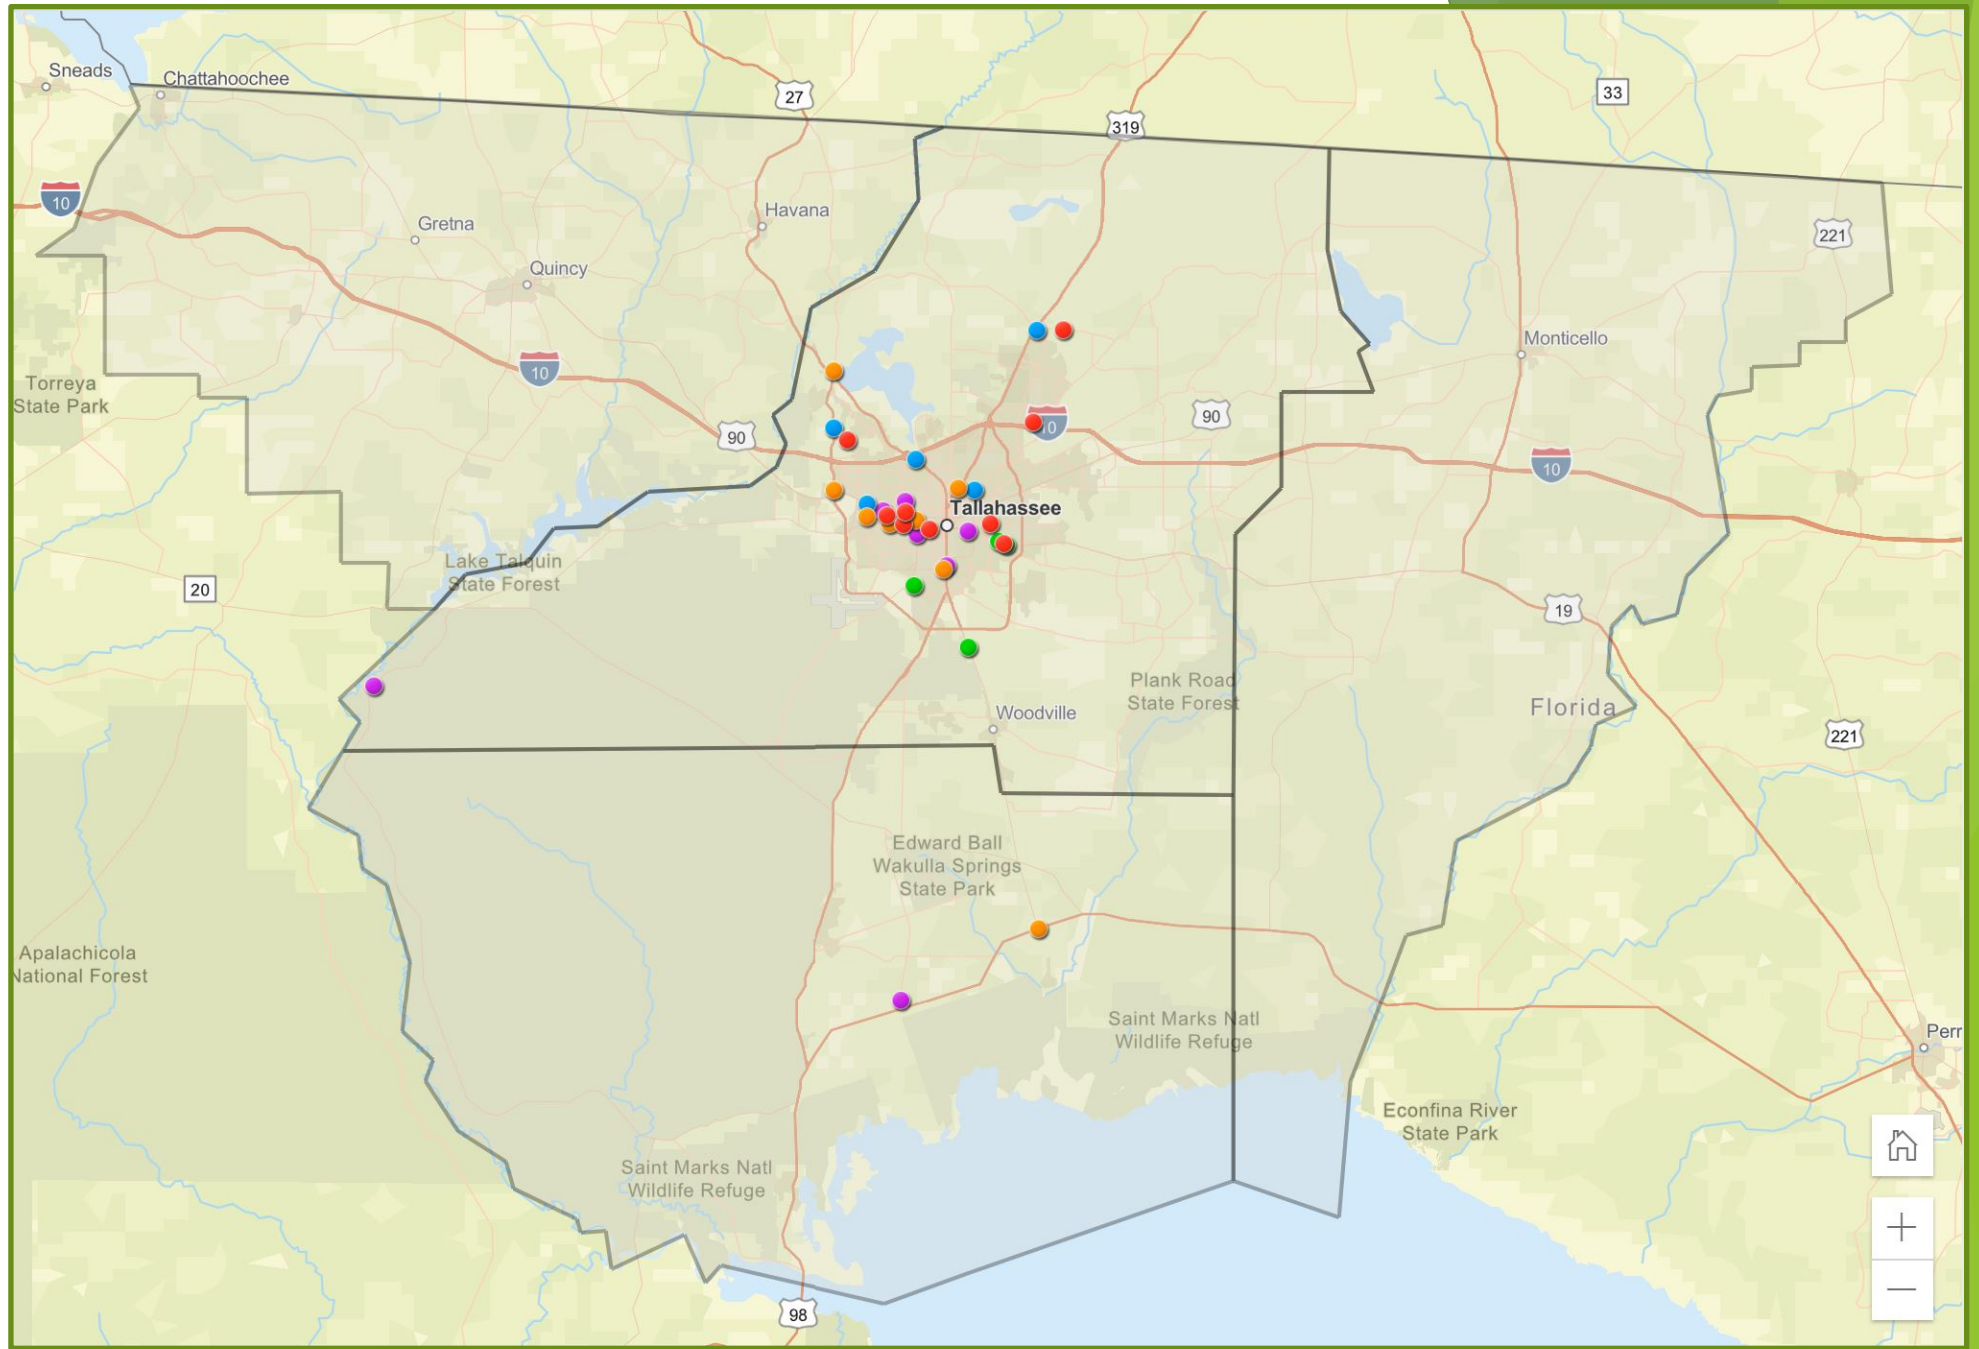 Sneads
Chattahoochee
27
33
319
10
Havana
Gretna
221
Quincy
Monticello
10
Torreya
State Park
90
90
10
10
Tallahassee
Lake Talquin
State Forest
20
19
Plank Road
State Forest
Woodville
Florida
221
Edward Ball
Wakulla Springs
State Park
Apalachicola
National Forest
Saint Marks Natl
Wildlife Refuge
Perr
Econfina River
State Park
Saint Marks Natl
Wildlife Refuge
98